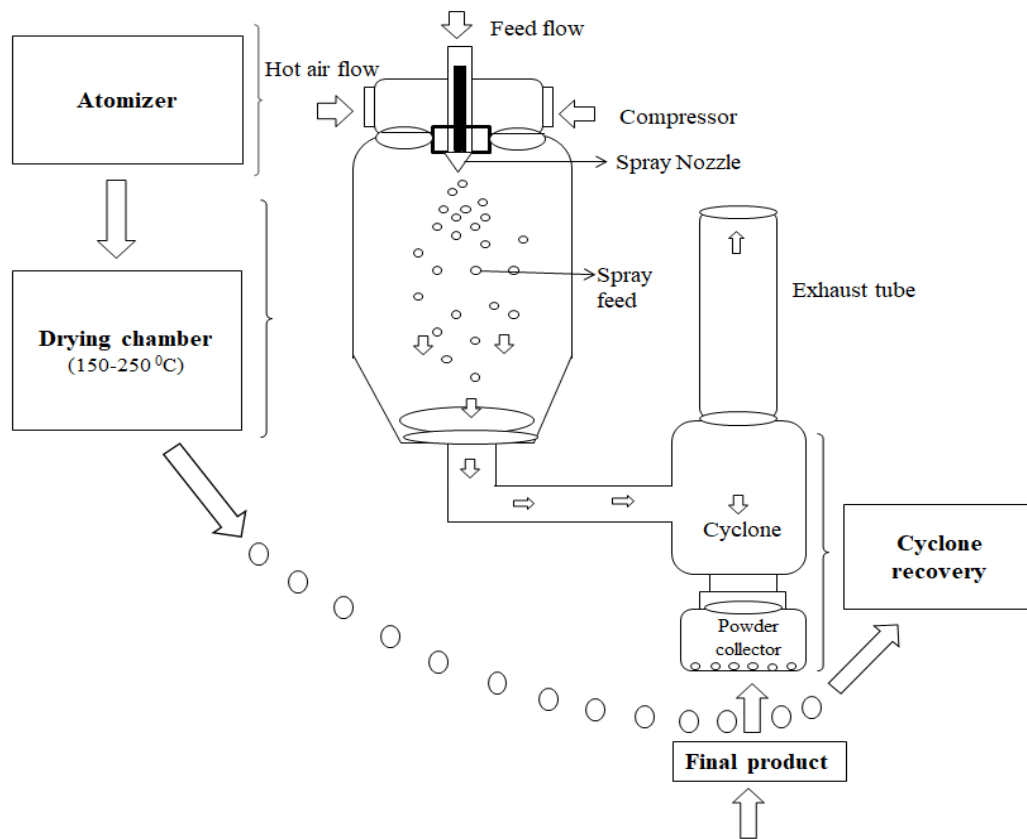 Feed flow
Hot air flow
Atomizer
Compressor
Spray Nozzle
Spray
feed
Exhaust tube
Drying chamber
(150-250 ⁰C)
Cyclone
Cyclone
recovery
Powder
collector
Final product